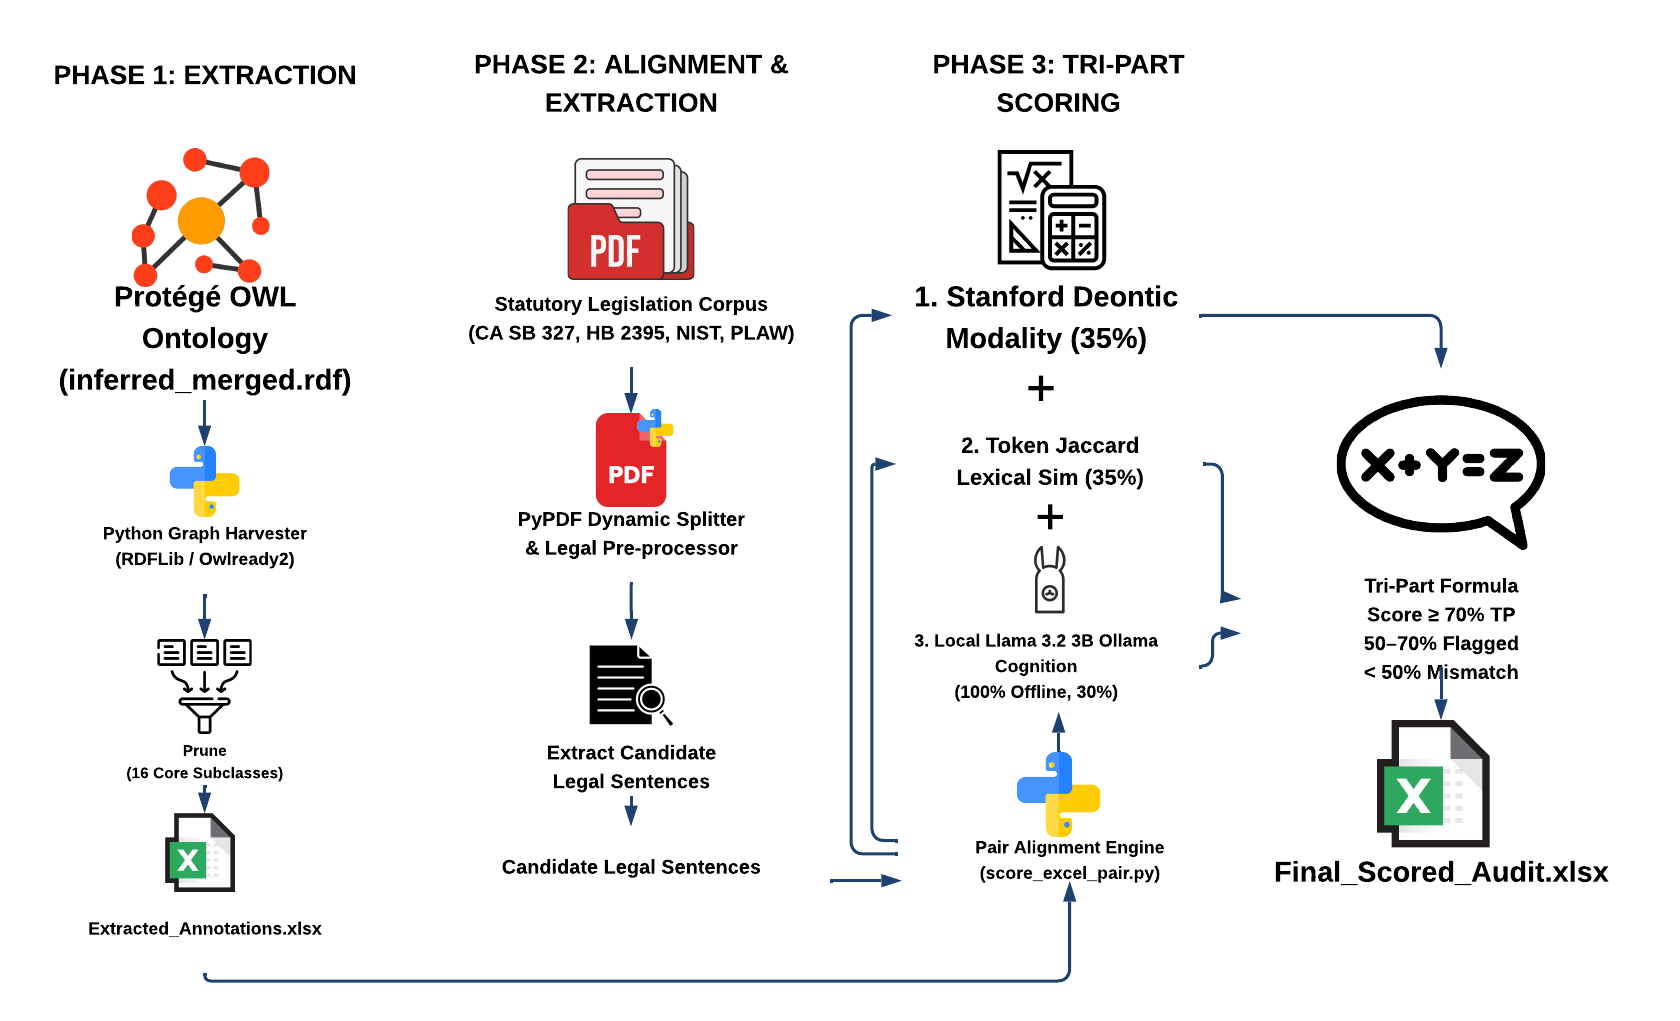 PHASE 1: EXTRACTION
Protégé OWL
Ontology
(inferred_merged.rdf)
Python Graph Harvester
(RDFLib / Owlready2)
Prune
(16 Core Subclasses)
X
Extracted_Annotations.xlsx
PHASE 2: ALIGNMENT &
EXTRACTION
PDF
Statutory Legislation Corpus
(CA SB 327, HB 2395, NIST, PLAW)
PDF
PyPDF Dynamic Splitter
& Legal Pre-processor
Extract Candidate
Legal Sentences
Candidate Legal Sentences
PHASE 3: TRI-PART
SCORING
√x
1. Stanford Deontic
Modality (35%)
+
2. Token Jaccard
Lexical Sim (35%)
+
3. Local Llama 3.2 3B Ollama
Cognition
(100% Offline, 30%)
Pair Alignment Engine
(score_excel_pair.py)
X+Y=Z
Tri-Part Formula
Score ≥ 70% TP
50–70% Flagged
< 50% Mismatch
X
Final_Scored_Audit.xlsx